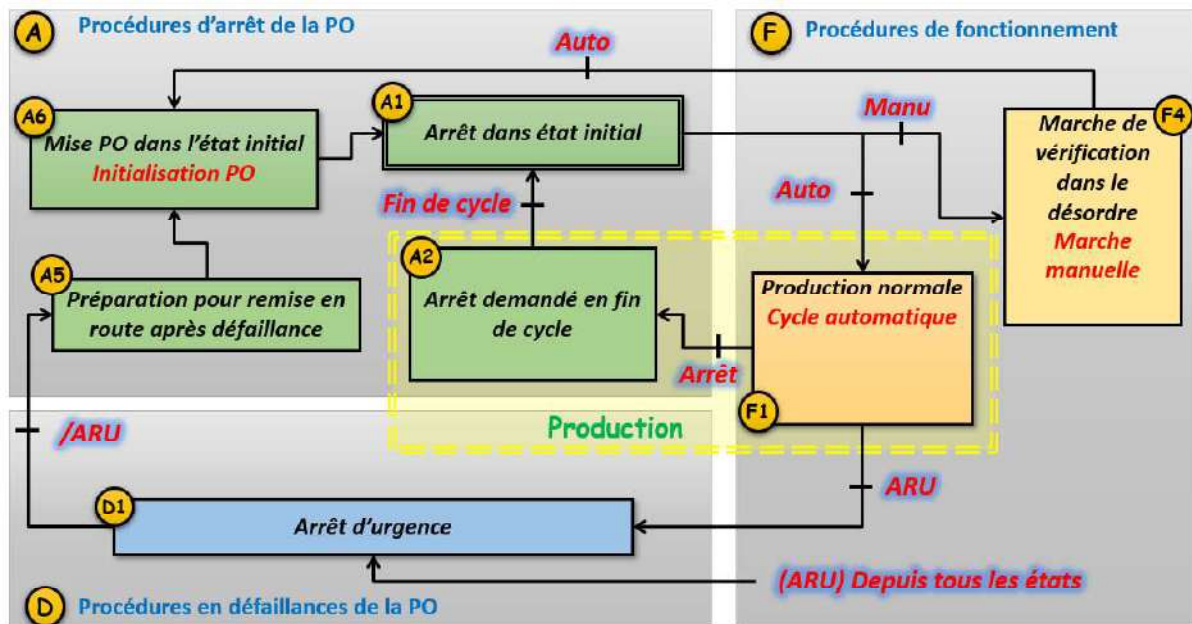 A
Procédures d'arrêt de la PO
F
Procédures de fonctionnement
Auto
A6
Mise PO dans l'état initial
Initialisation PO
A1
Arrêt dans état initial
Manu
F4
Marche de
vérification
dans le
désordre
Marche
manuelle
Fin de cycle
Auto
A5
Préparation pour remise en
route après défaillance
A2
Arrêt demandé en fin
de cycle
Production normale
Cycle automatique
Arrêt
F1
Production
/ARU
ARU
D1
Arrêt d'urgence
(ARU) Depuis tous les états
D
Procédures en défaillances de la PO